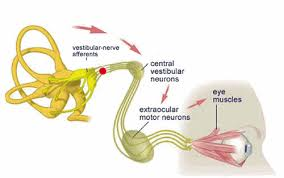 vestibular-nerve
afferents
central
vestibular
neurons
extraocular
motor neurons
eye
muscles